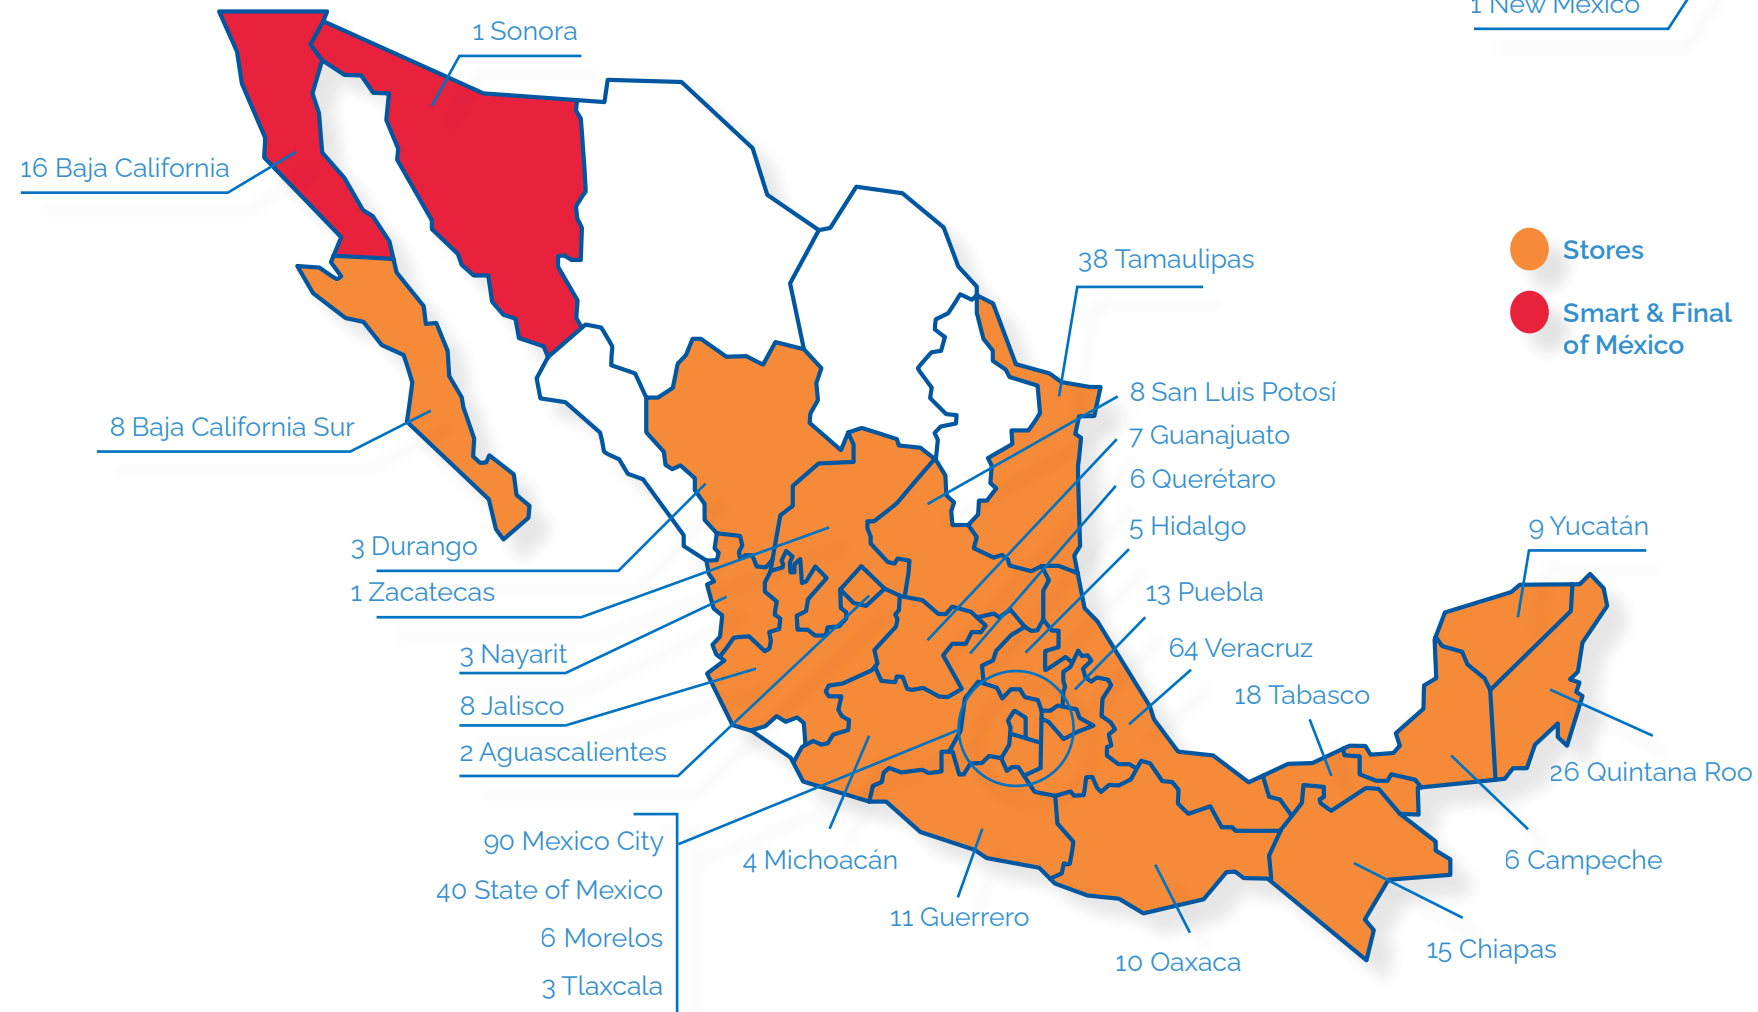 1 New Mexico
1 Sonora
16 Baja California
Stores
38 Tamaulipas
Smart & Final
of México
8 San Luis Potosí
8 Baja California Sur
7 Guanajuato
6 Querétaro
5 Hidalgo
9 Yucatán
3 Durango
1 Zacatecas
13 Puebla
3 Nayarit
64 Veracruz
18 Tabasco
8 Jalisco
2 Aguascalientes
26 Quintana Roo
90 Mexico City
4 Michoacán
6 Campeche
40 State of Mexico
11 Guerrero
6 Morelos
15 Chiapas
10 Oaxaca
3 Tlaxcala